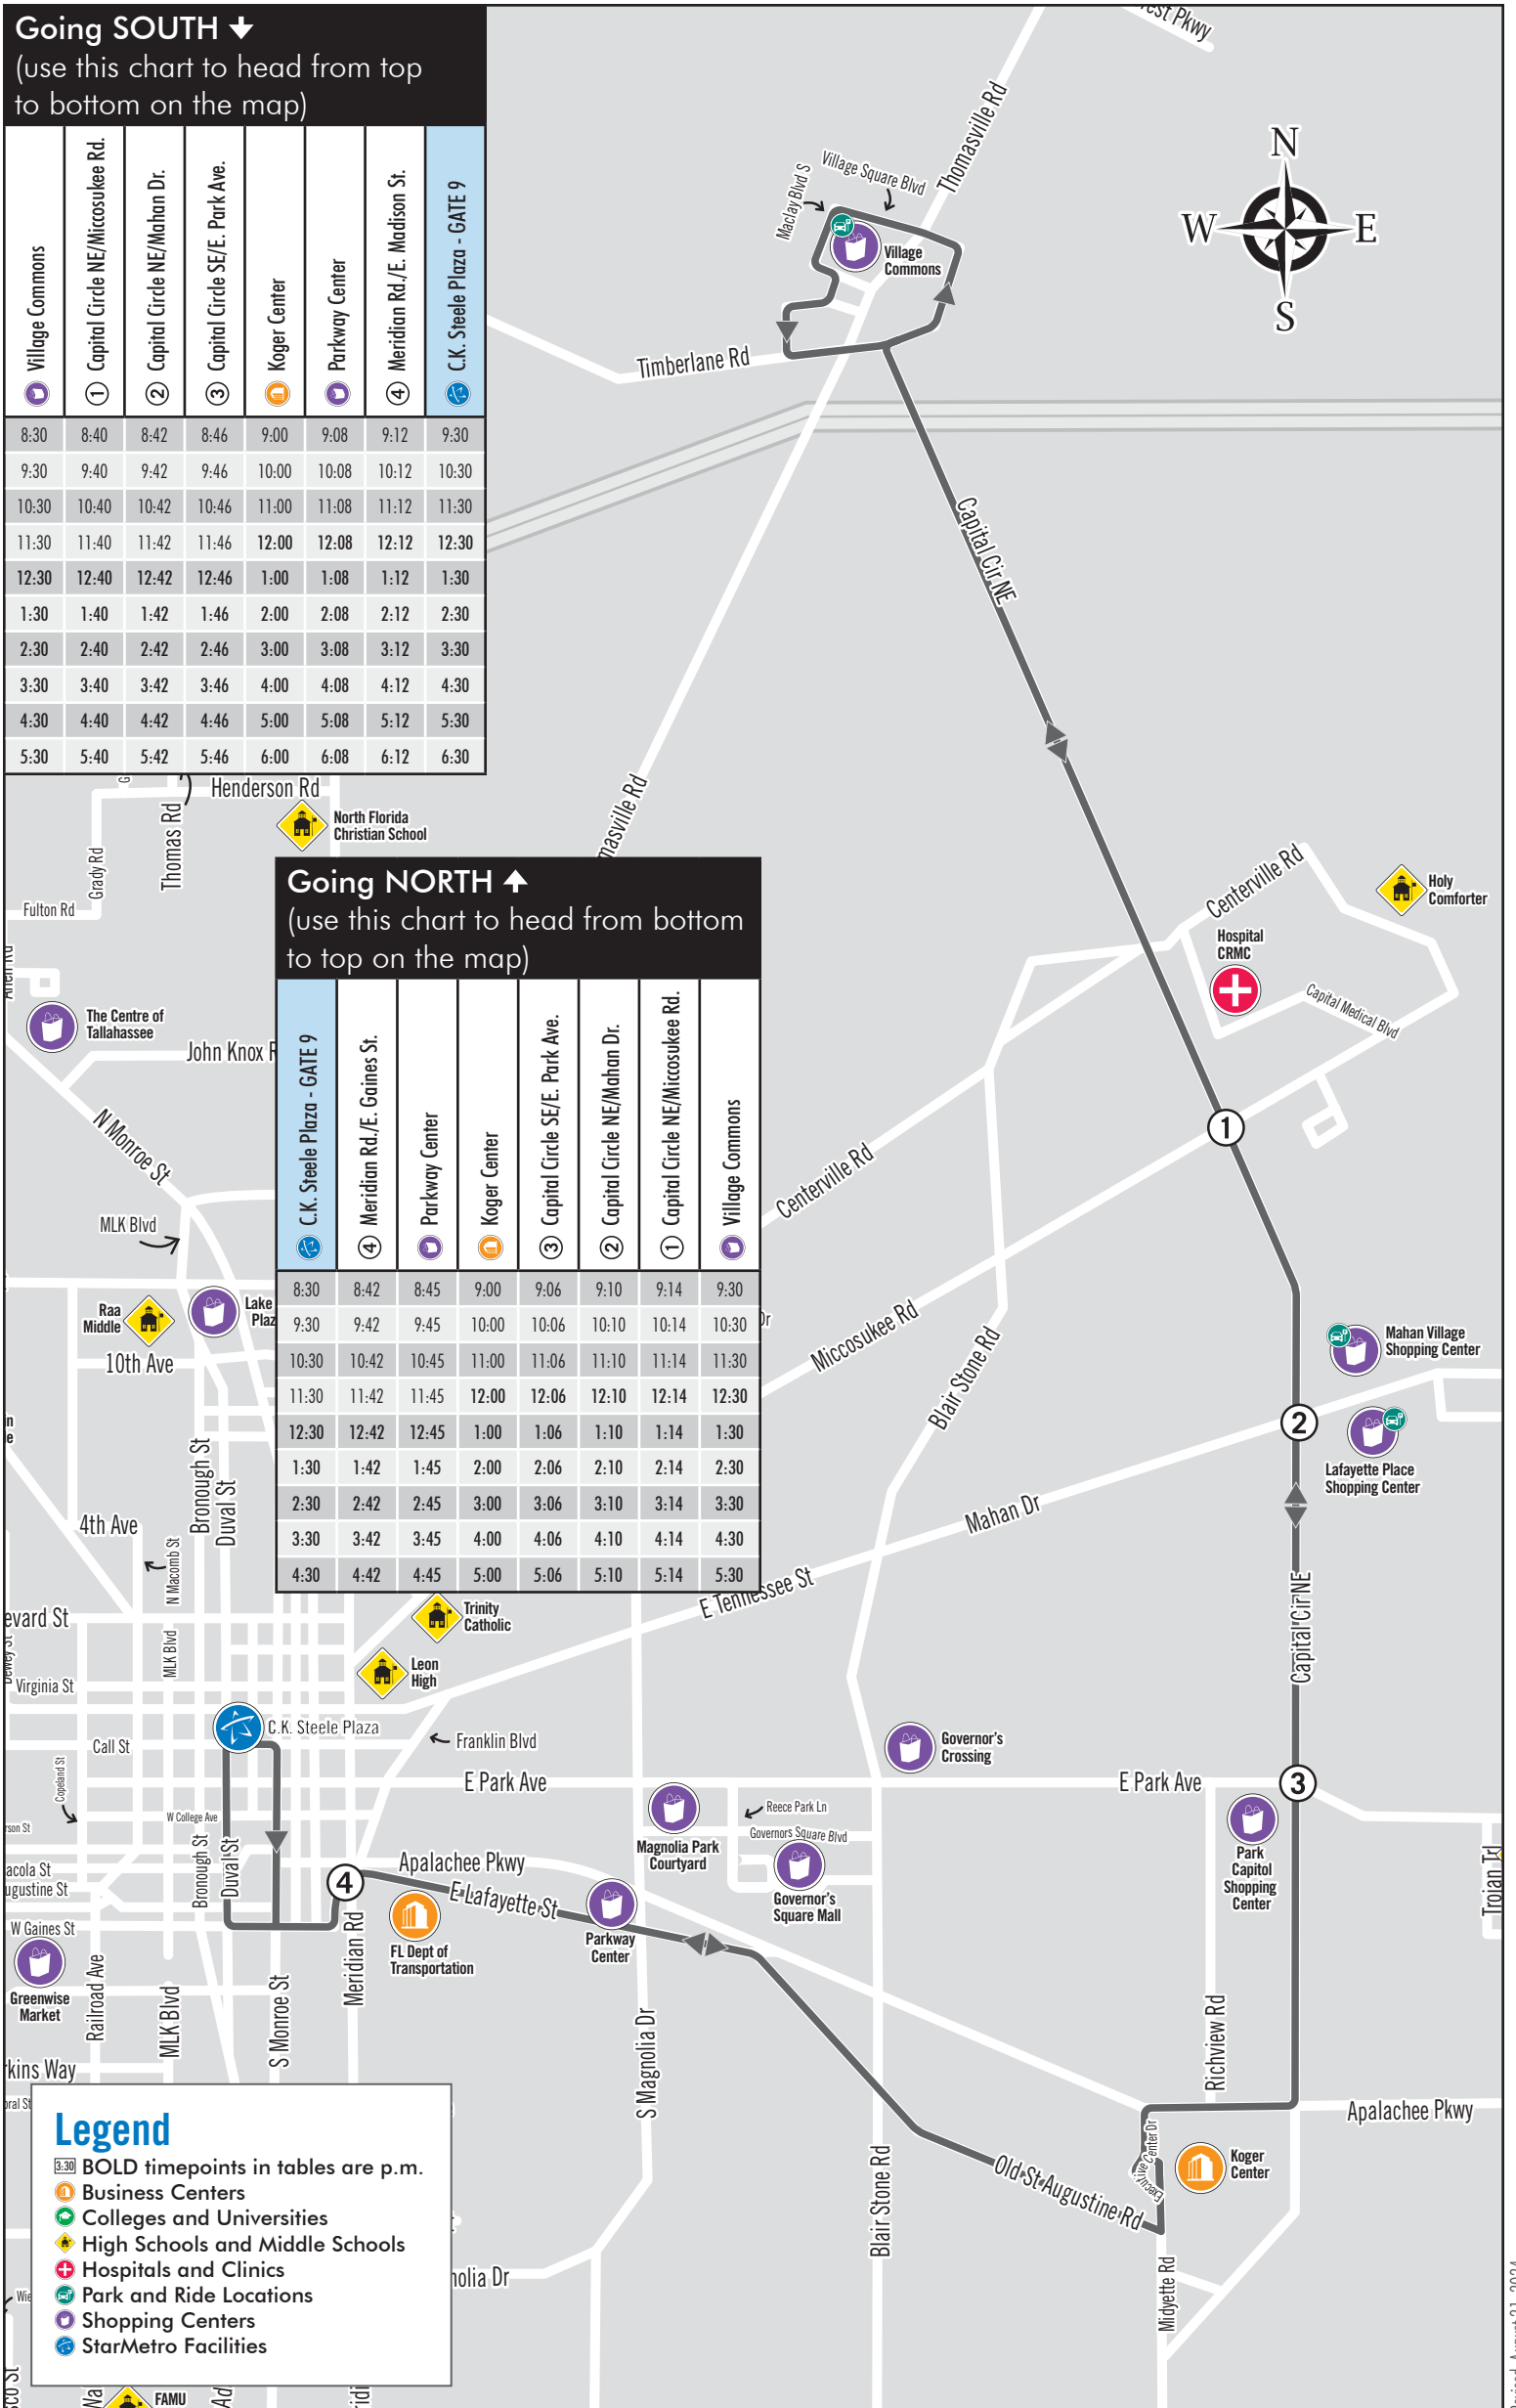 Going SOUTH
(use this chart to head from top
to bottom on the map)
Village Commons
1 Capital Circle NE/Miccosukee Rd.
2 Capital Circle NE/Mahan Dr.
3 Capital Circle SE/E. Park Ave.
Koger Center
Parkway Center
4 Meridian Rd./E. Madison St.
C.K. Steele Plaza - GATE 9
8:30 8:40 8:42 8:46 9:00 9:08 9:12 9:30
9:30 9:40 9:42 9:46 10:00 10:08 10:12 10:30
10:30 10:40 10:42 10:46 11:00 11:08 11:12 11:30
11:30 11:40 11:42 11:46 12:00 12:08 12:12 12:30
12:30 12:40 12:42 12:46 1:00 1:08 1:12 1:30
1:30 1:40 1:42 1:46 2:00 2:08 2:12 2:30
2:30 2:40 2:42 2:46 3:00 3:08 3:12 3:30
3:30 3:40 3:42 3:46 4:00 4:08 4:12 4:30
4:30 4:40 4:42 4:46 5:00 5:08 5:12 5:30
5:30 5:40 5:42 5:46 6:00 6:08 6:12 6:30
Pkwy
Thomasville Rd
Village Square Blvd
Maclay Blvd S
Village
Commons
N
W
E
S
Timberlane Rd
Capital Cir NE
Henderson Rd
Thomas Rd
Grady Rd
North Florida
Christian School
Fulton Rd
The Centre of
Tallahassee
John Knox
N Monroe St
MLK Blvd
Going NORTH
(use this chart to head from bottom
to top on the map)
C.K. Steele Plaza - GATE 9
4 Meridian Rd./E. Gaines St.
Parkway Center
Koger Center
3 Capital Circle SE/E. Park Ave.
2 Capital Circle NE/Mahan Dr.
1 Capital Circle NE/Miccosukee Rd.
Village Commons
8:30 8:42 8:45 9:00 9:06 9:10 9:14 9:30
9:30 9:42 9:45 10:00 10:06 10:10 10:14 10:30
10:30 10:42 10:45 11:00 11:06 11:10 11:14 11:30
11:30 11:42 11:45 12:00 12:06 12:10 12:14 12:30
12:30 12:42 12:45 1:00 1:06 1:10 1:14 1:30
1:30 1:42 1:45 2:00 2:06 2:10 2:14 2:30
2:30 2:42 2:45 3:00 3:06 3:10 3:14 3:30
3:30 3:42 3:45 4:00 4:06 4:10 4:14 4:30
4:30 4:42 4:45 5:00 5:06 5:10 5:14 5:30
Centerville Rd
Holy
Comforter
Hospital
CRMC
Capital Medical Blvd
1
Centerville Rd
Miccosukee Rd
Blair Stone Rd
Mahan Village
Shopping Center
2
Lafayette Place
Shopping Center
Mahan Dr
E Tennessee St
Capital Cir NE
Raa
Middle
Lake
10th Ave
Bronough St
Duval St
4th Ave
N Macomb St
Trinity
Catholic
Leon
High
MLK Blvd
Virginia St
C.K. Steele Plaza
Call St
Franklin Blvd
Copeland St
E Park Ave
Governor's
Crossing
E Park Ave
3
W College Ave
Bronough St
Duval St
Magnolia Park
Courtyard
Reece Park Ln
Governors Square Blvd
Governor's
Square Mall
Park
Capitol
Shopping
Center
Trojan Trl
4
Apalachee Pkwy
E Lafayette St
FL Dept of
Transportation
Parkway
Center
W Gaines St
Greenwise
Market
Railroad Ave
MLK Blvd
S Monroe St
Meridian Rd
S Magnolia Dr
Blair Stone Rd
Richview Rd
Apalachee Pkwy
Executive Center Dr
Koger
Center
Old St Augustine Rd
Midyette Rd
Way
Legend
3:30 BOLD timepoints in tables are p.m.
Business Centers
Colleges and Universities
High Schools and Middle Schools
Hospitals and Clinics
Park and Ride Locations
Shopping Centers
StarMetro Facilities
FAMU